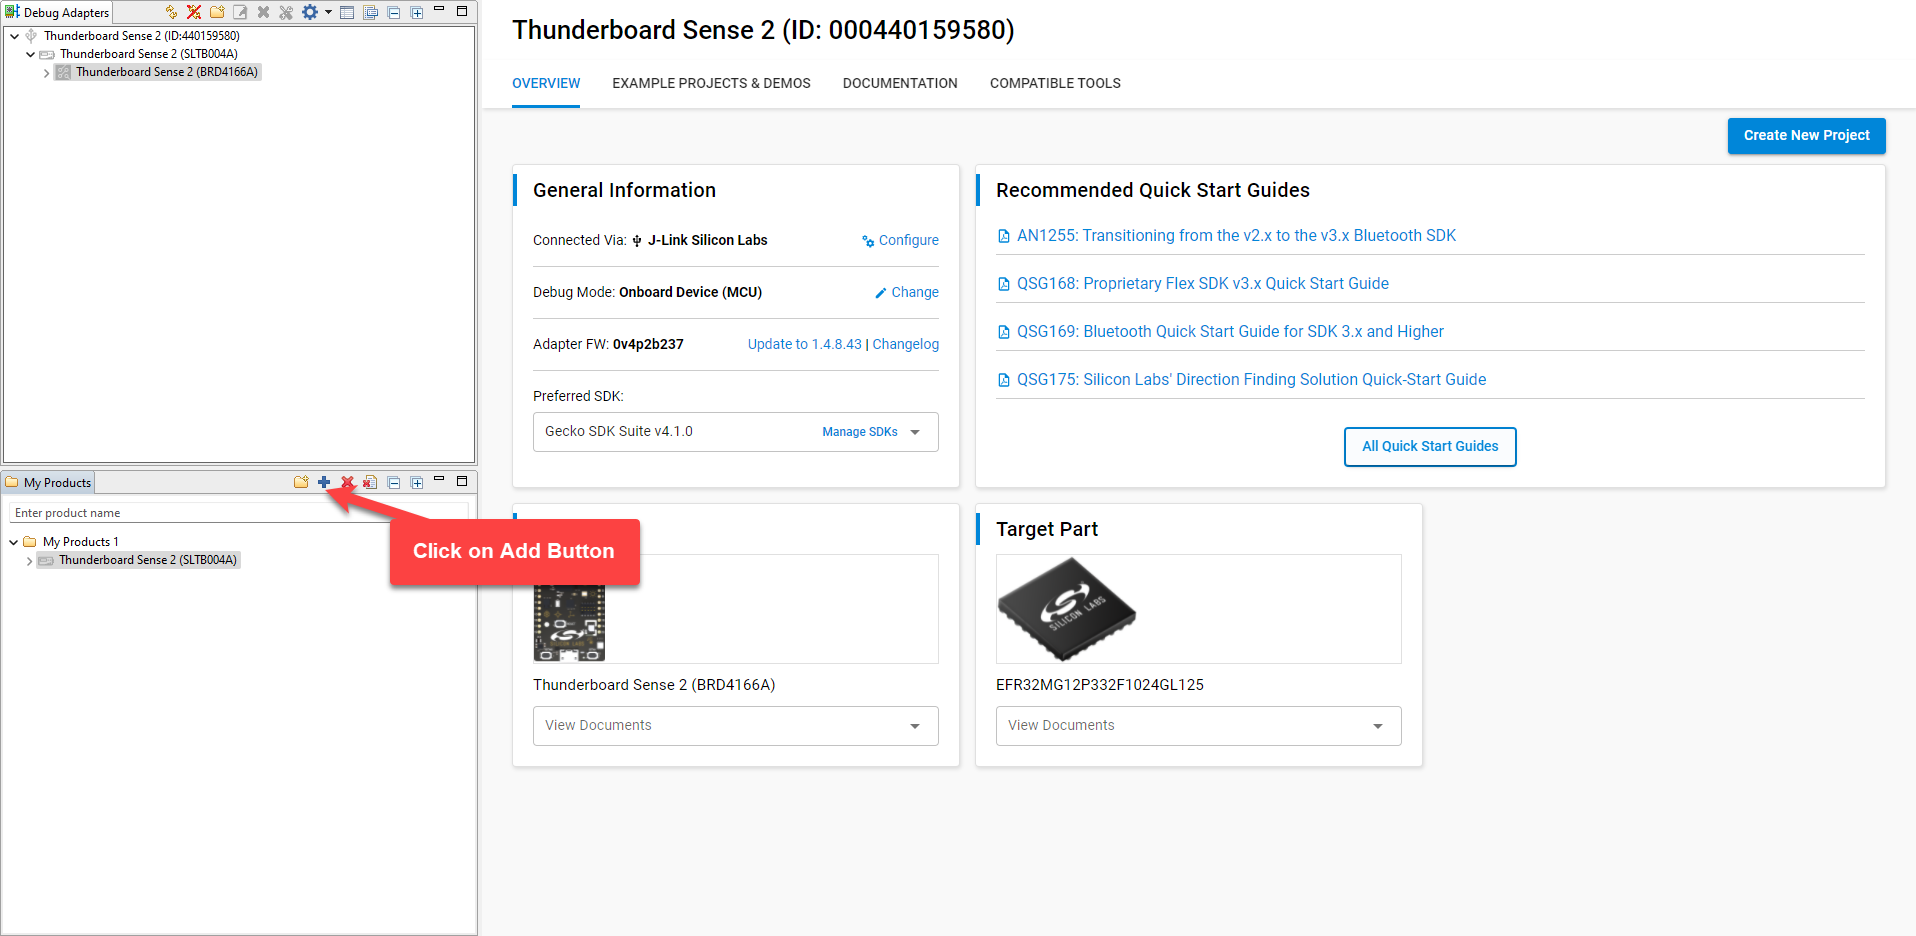 Debug Adapters
Thunderboard Sense 2 (ID:440159580)
Thunderboard Sense 2 (SLTB004A)
Thunderboard Sense 2 (BRD4166A)
My Products
Enter product name
My Products 1
Thunderboard Sense 2 (SLTB004A)
Click on Add Button
Thunderboard Sense 2 (ID: 000440159580)
OVERVIEW EXAMPLE PROJECTS & DEMOS DOCUMENTATION COMPATIBLE TOOLS
Create New Project
General Information
Connected Via: J-Link Silicon Labs Configure
Debug Mode: Onboard Device (MCU) Change
Adapter FW: 0v4p2b237 Update to 1.4.8.43 | Changelog
Preferred SDK:
Gecko SDK Suite v4.1.0 Manage SDKs
Recommended Quick Start Guides
AN1255: Transitioning from the v2.x to the v3.x Bluetooth SDK
QSG168: Proprietary Flex SDK v3.x Quick Start Guide
QSG169: Bluetooth Quick Start Guide for SDK 3.x and Higher
QSG175: Silicon Labs' Direction Finding Solution Quick-Start Guide
All Quick Start Guides
Thunderboard Sense 2 (BRD4166A)
View Documents
Target Part
SILICON LABS
EFR32MG12P332F1024GL125
View Documents